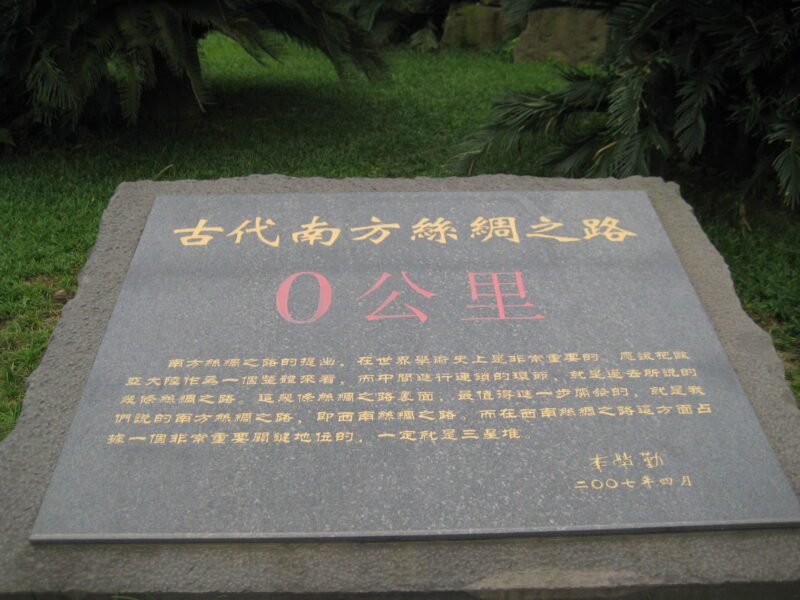 古代南方絲綢之路
0公里
南方絲綢之路的提出，在世界學術史上是非常重要的，應該把歐
亞大陸作爲一個整體來看，而中間進行連鎖的環節，就是過去所說的
幾條絲綢之路。這幾條絲綢之路裏面，最值得進一步開發的，就是我
們說的南方絲綢之路，即西南絲綢之路，而在西南絲綢之路這方面占
據一個非常重要關鍵地位的，一定就是三星堆。
李學勤
二〇〇七年四月